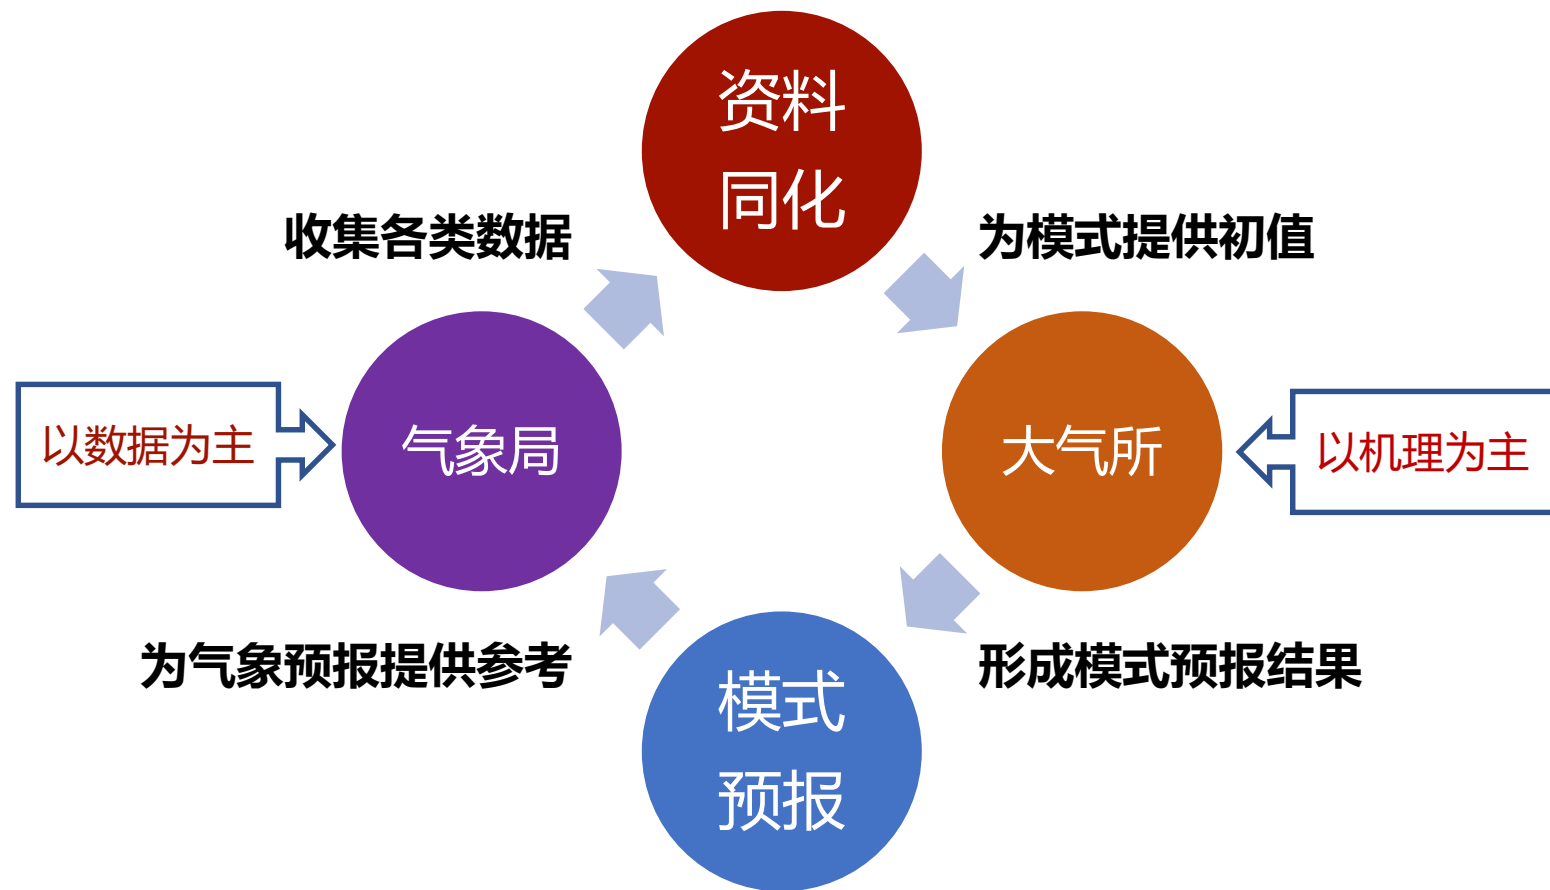 资料
同化
收集各类数据
为模式提供初值
以数据为主
气象局
大气所
以机理为主
为气象预报提供参考
形成模式预报结果
模式
预报